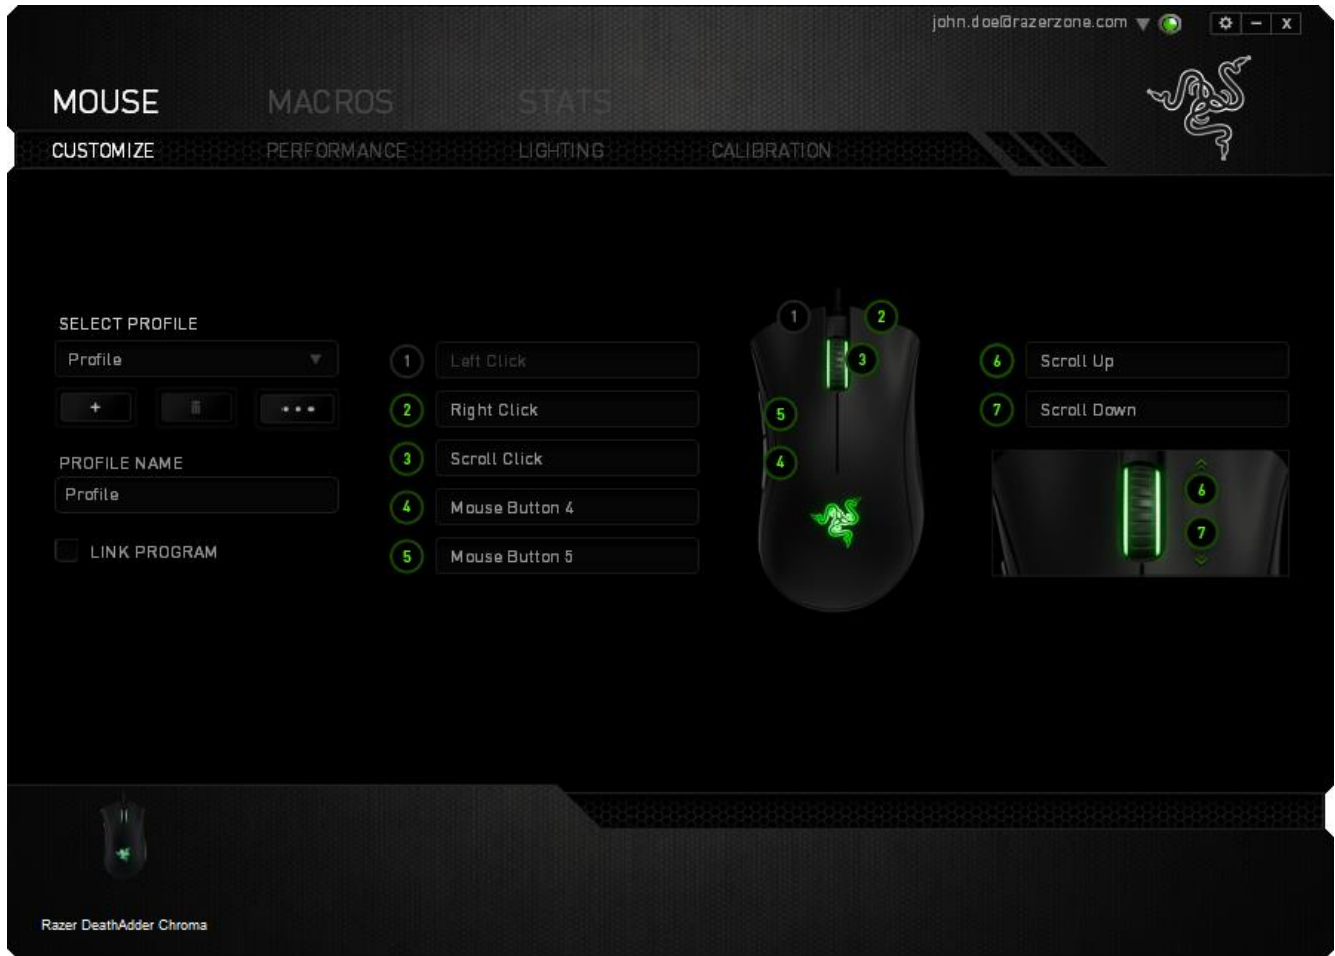 john.doe@razerzone.com
X
MOUSE MACROS STATS
CUSTOMIZE PERFORMANCE LIGHTING CALIBRATION
SELECT PROFILE
Profile
+
PROFILE NAME
Profile
LINK PROGRAM
1 Left Click
2 Right Click
3 Scroll Click
4 Mouse Button 4
5 Mouse Button 5
1
2
3
5
4
6 Scroll Up
7 Scroll Down
6
7
Razer DeathAdder Chroma